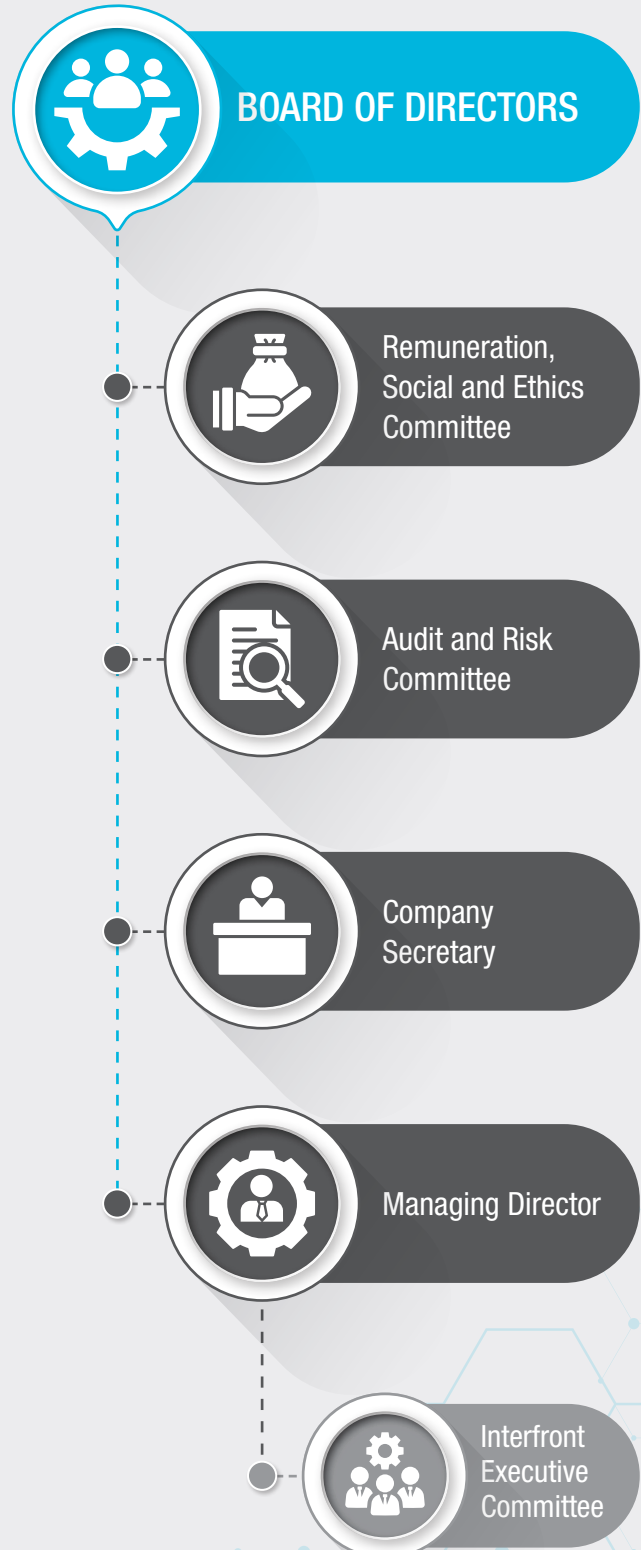 BOARD OF DIRECTORS
Remuneration,
Social and Ethics
Committee
Audit and Risk
Committee
Company
Secretary
Managing Director
Interfront
Executive
Committee